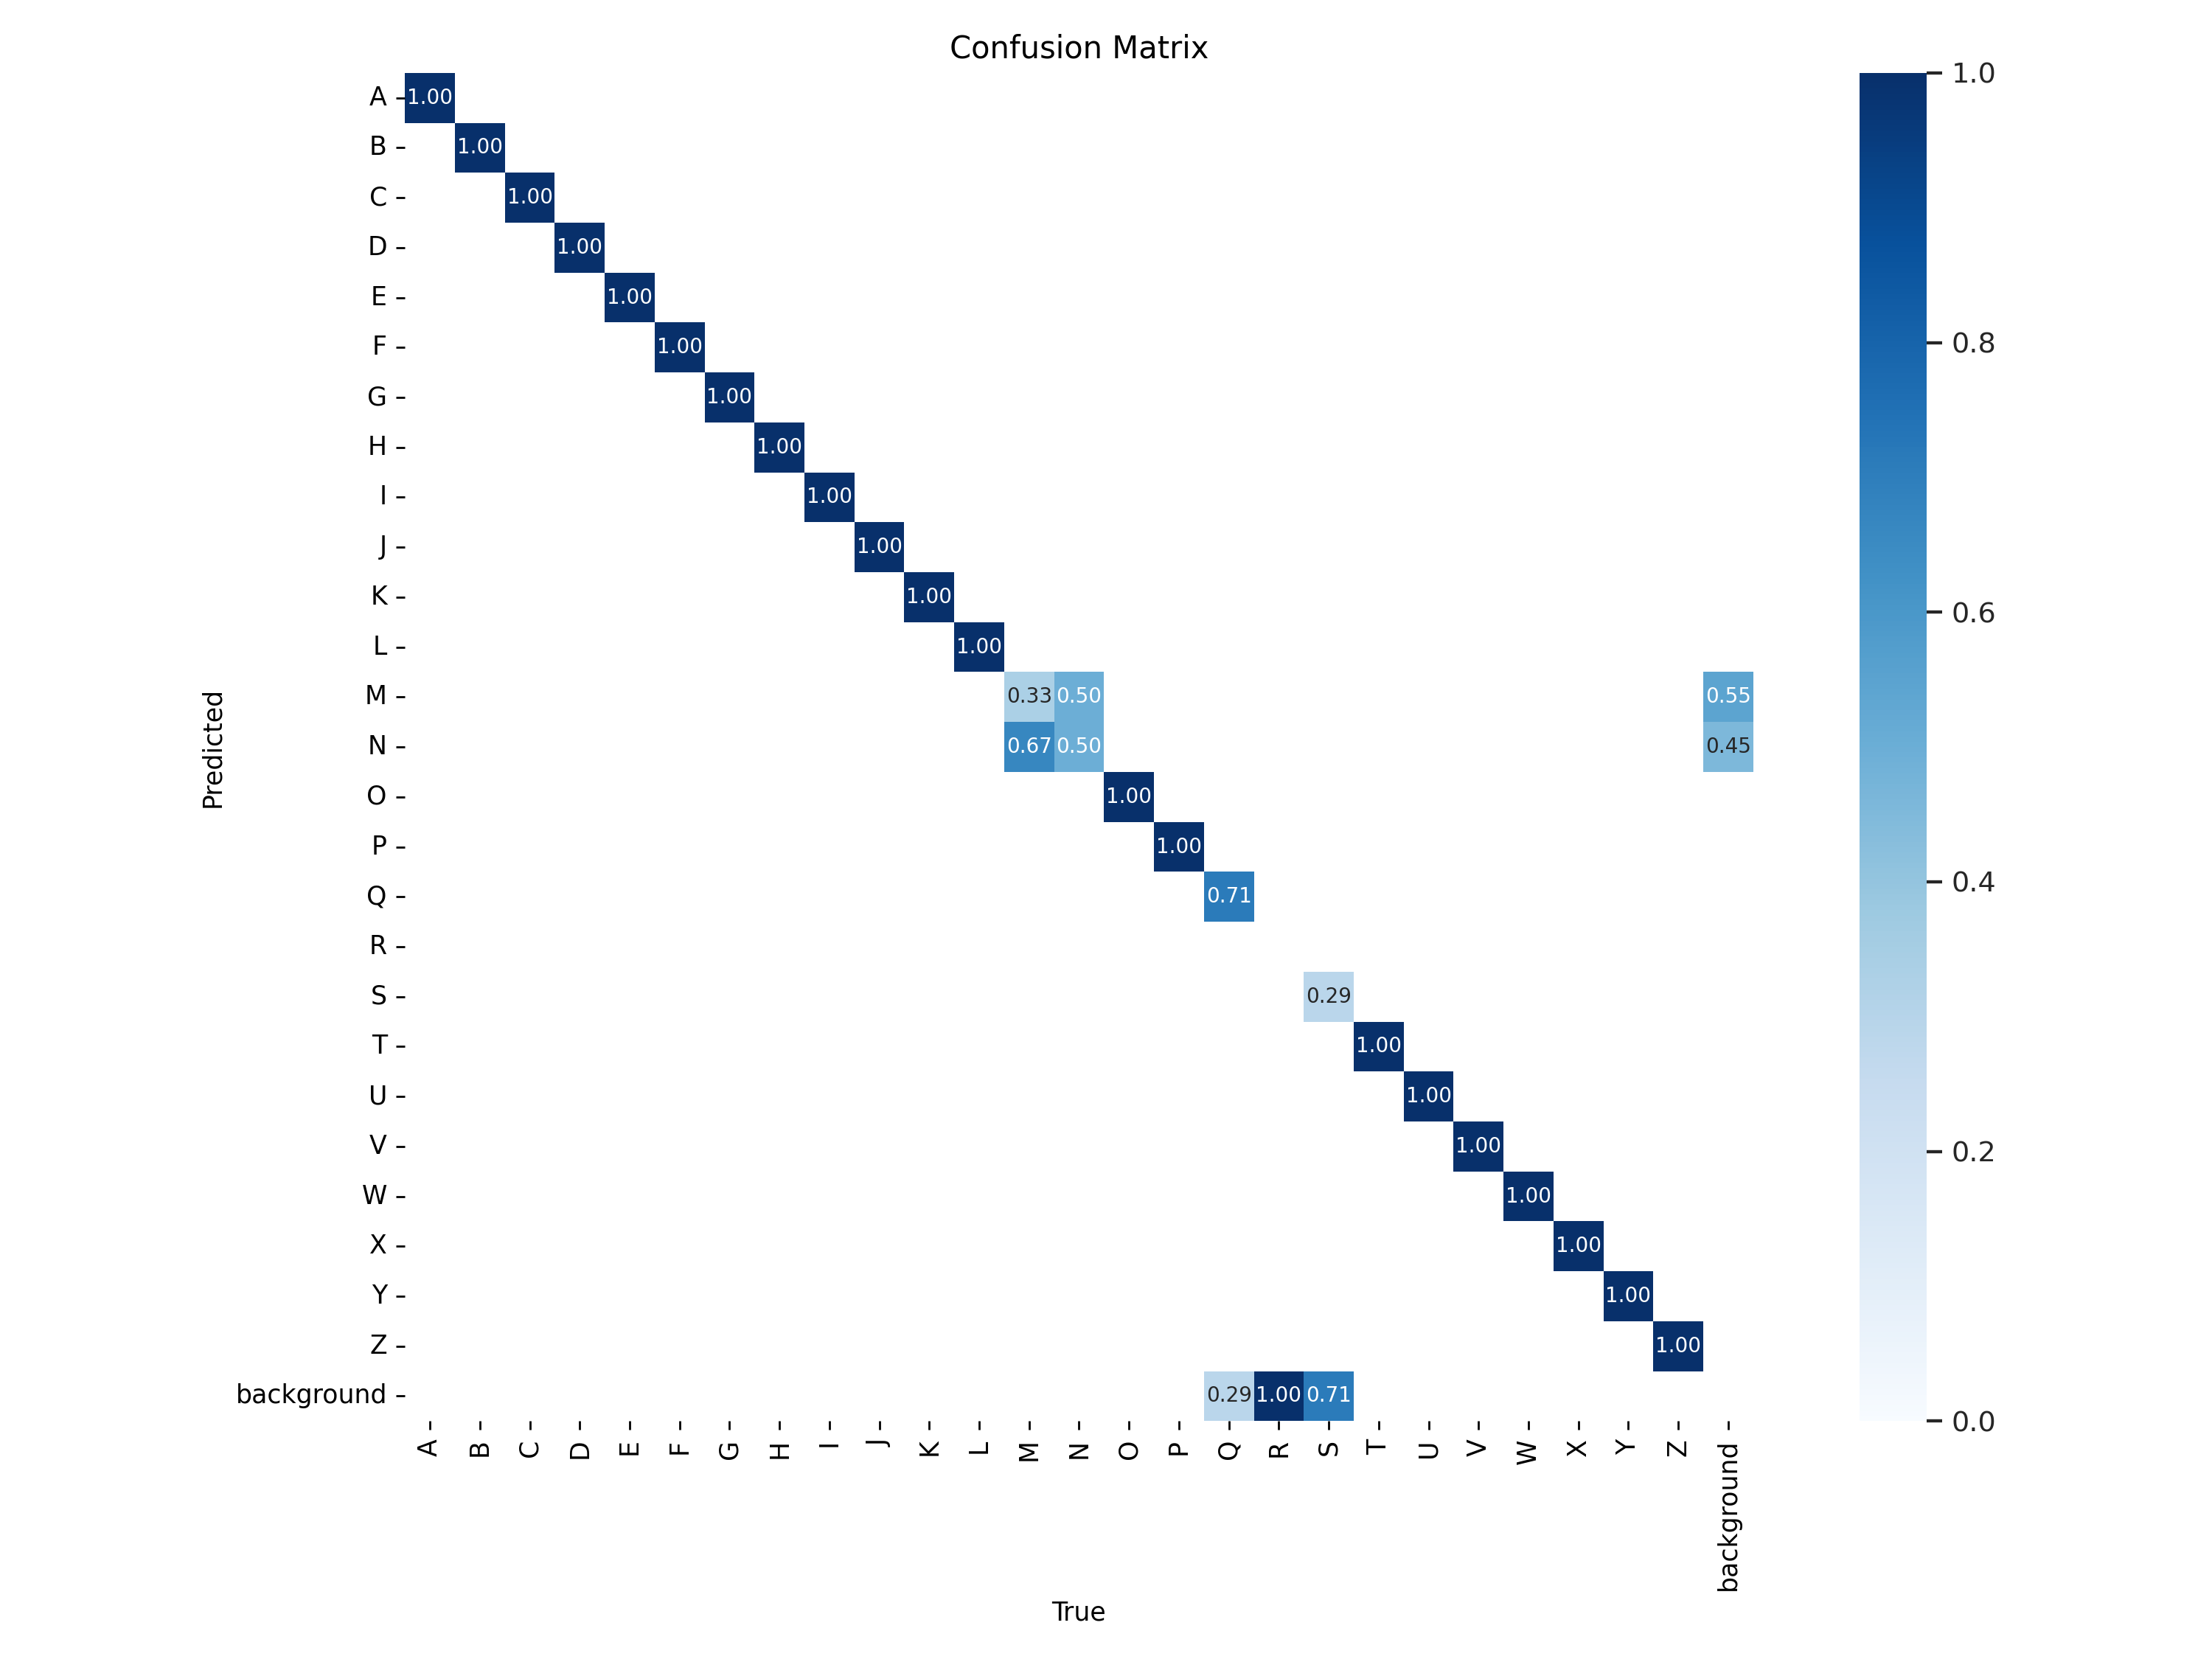 Confusion Matrix
A 1.00
B 1.00
C 1.00
D 1.00
E 1.00
F 1.00
G 1.00
H 1.00
I 1.00
J 1.00
K 1.00
L 1.00
M 0.33 0.50 0.55
N 0.67 0.50 0.45
O 1.00
P 1.00
Q 0.71
R
S 0.29
T 1.00
U 1.00
V 1.00
W 1.00
X 1.00
Y 1.00
Z 1.00
background 0.29 1.00 0.71
A B C D E F G H I J K L M N O P Q R S T U V W X Y Z background
True
Predicted
1.0
0.8
0.6
0.4
0.2
0.0